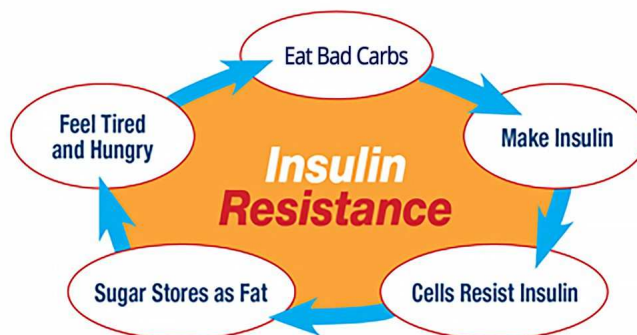 Eat Bad Carbs
Make Insulin
Cells Resist Insulin
Sugar Stores as Fat
Feel Tired
and Hungry
Insulin
Resistance